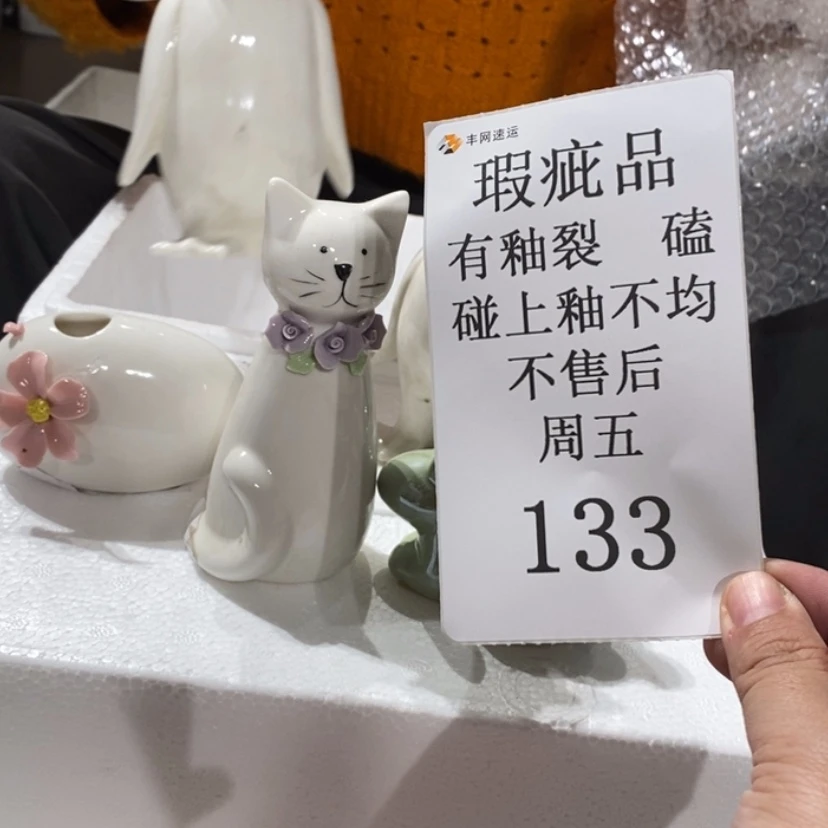 丰网速运
瑕疵品
有釉裂 磕
碰上釉不均
不售后
周五
133